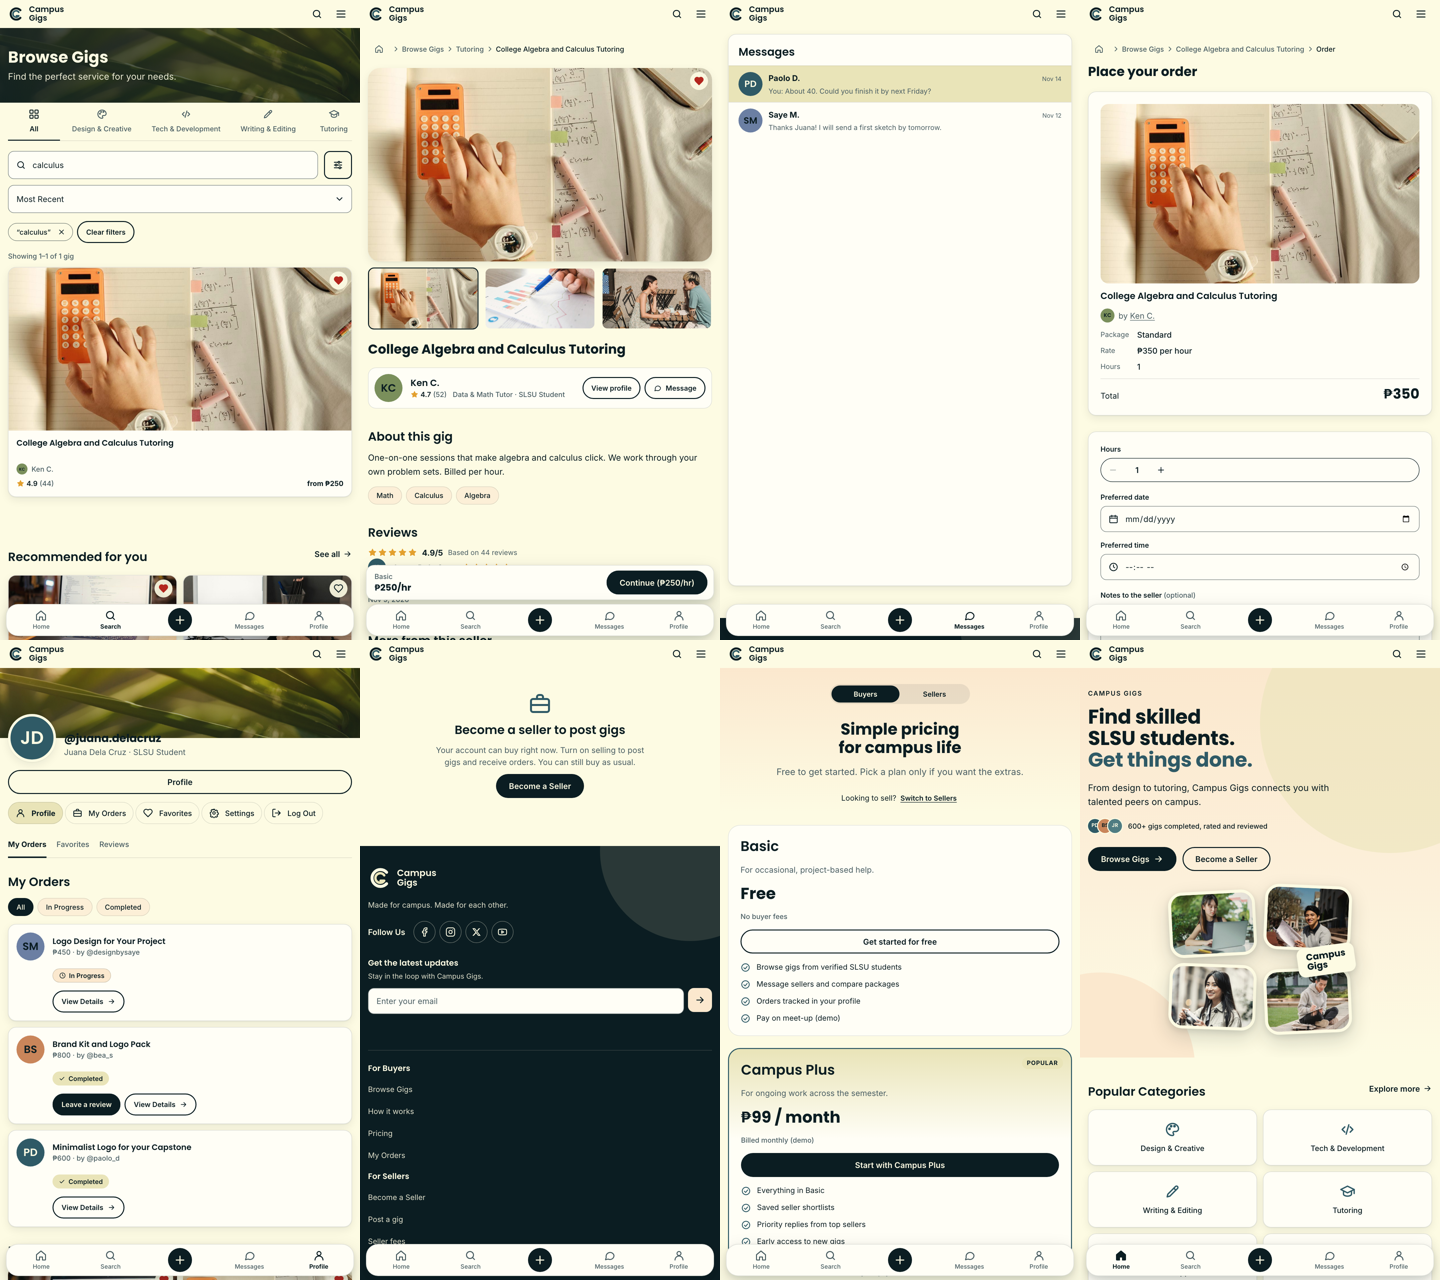 Campus
Gigs
Browse Gigs
Find the perfect service for your needs.
All
Design & Creative
Tech & Development
Writing & Editing
Tutoring
calculus
Most Recent
"calculus"
Clear filters
Showing 1–1 of 1 gig
College Algebra and Calculus Tutoring
KC
Ken C.
4.9 (44)
from ₱250
Recommended for you
See all
Home
Search
Messages
Profile
Campus
Gigs
Browse Gigs
Tutoring
College Algebra and Calculus Tutoring
College Algebra and Calculus Tutoring
KC
Ken C.
4.7 (52) Data & Math Tutor · SLSU Student
View profile
Message
About this gig
One-on-one sessions that make algebra and calculus click. We work through your
own problem sets. Billed per hour.
Math
Calculus
Algebra
Reviews
4.9/5 Based on 44 reviews
Basic
₱250/hr
Continue (₱250/hr)
More from this seller
Home
Search
Messages
Profile
Campus
Gigs
Messages
PD
Paolo D.
Nov 14
You: About 40. Could you finish it by next Friday?
SM
Saye M.
Nov 12
Thanks Juana! I will send a first sketch by tomorrow.
Home
Search
Messages
Profile
Campus
Gigs
Browse Gigs
College Algebra and Calculus Tutoring
Order
Place your order
College Algebra and Calculus Tutoring
KC
by Ken C.
Package Standard
Rate ₱350 per hour
Hours 1
Total ₱350
Hours
1
Preferred date
mm/dd/yyyy
Preferred time
--:-- --
Notes to the seller (optional)
Home
Search
Messages
Profile
Campus
Gigs
JD
@juana.delacruz
Juana Dela Cruz · SLSU Student
Profile
Profile
My Orders
Favorites
Settings
Log Out
My Orders
Favorites
Reviews
My Orders
All
In Progress
Completed
SM
Logo Design for Your Project
₱450 · by @designbysaye
In Progress
View Details
BS
Brand Kit and Logo Pack
₱800 · by @bea_s
Completed
Leave a review
View Details
PD
Minimalist Logo for your Capstone
₱600 · by @paolo_d
Completed
View Details
Home
Search
Messages
Profile
Campus
Gigs
Become a seller to post gigs
Your account can buy right now. Turn on selling to post
gigs and receive orders. You can still buy as usual.
Become a Seller
Campus
Gigs
Made for campus. Made for each other.
Follow Us
Get the latest updates
Stay in the loop with Campus Gigs.
Enter your email
For Buyers
Browse Gigs
How it works
Pricing
My Orders
For Sellers
Become a Seller
Post a gig
Seller fees
Home
Search
Messages
Profile
Campus
Gigs
Buyers
Sellers
Simple pricing
for campus life
Free to get started. Pick a plan only if you want the extras.
Looking to sell? Switch to Sellers
Basic
For occasional, project-based help.
Free
No buyer fees
Get started for free
Browse gigs from verified SLSU students
Message sellers and compare packages
Orders tracked in your profile
Pay on meet-up (demo)
POPULAR
Campus Plus
For ongoing work across the semester.
₱99 / month
Billed monthly (demo)
Start with Campus Plus
Everything in Basic
Saved seller shortlists
Priority replies from top sellers
Early access to new gigs
Home
Search
Messages
Profile
Campus
Gigs
CAMPUS GIGS
Find skilled
SLSU students.
Get things done.
From design to tutoring, Campus Gigs connects you with
talented peers on campus.
JR
600+ gigs completed, rated and reviewed
Browse Gigs
Become a Seller
Campus
Gigs
Popular Categories
Explore more
Design & Creative
Tech & Development
Writing & Editing
Tutoring
Home
Search
Messages
Profile